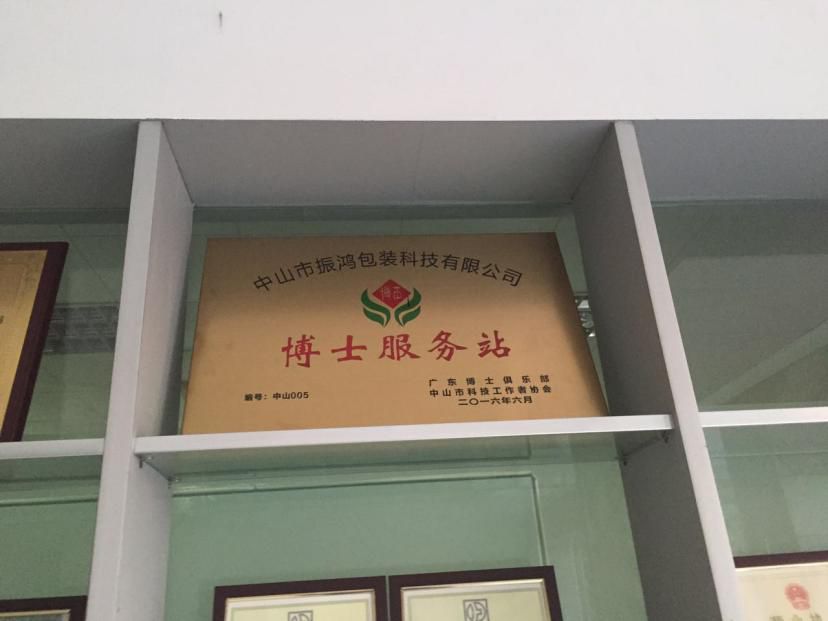 中山市振鸿包装科技有限公司
博士服务站
编号：中山005
广东博士俱乐部
中山市科技工作者协会
二〇一六年六月